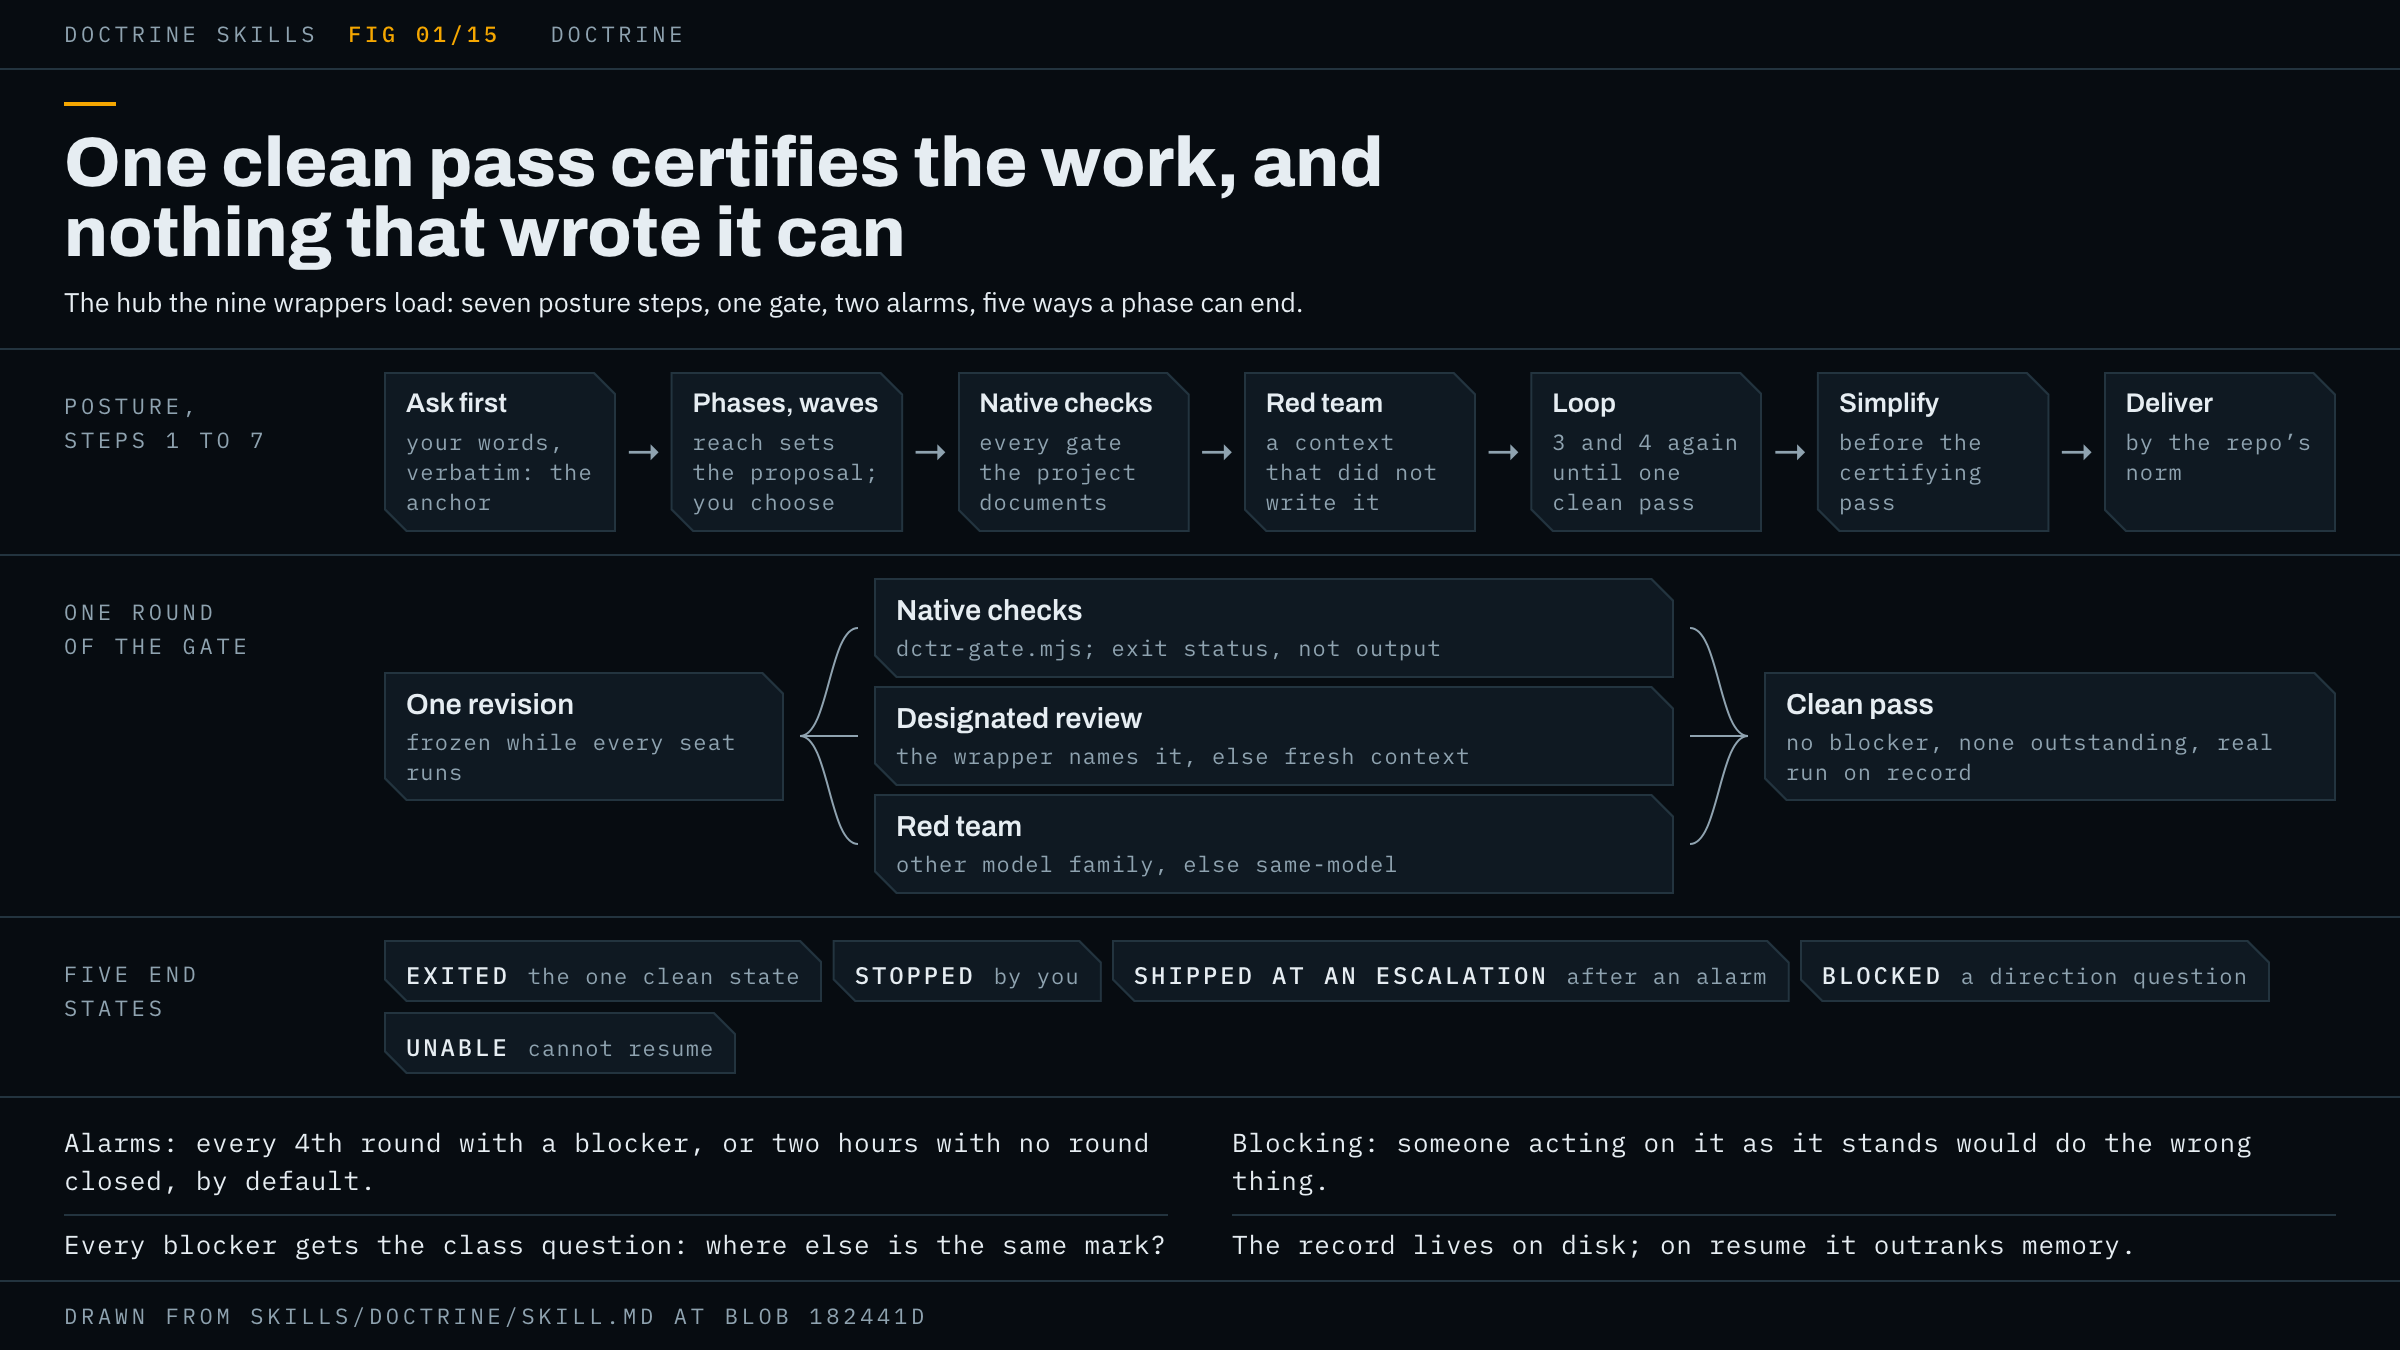 DOCTRINE SKILLS FIG 01/15 DOCTRINE
One clean pass certifies the work, and
nothing that wrote it can
The hub the nine wrappers load: seven posture steps, one gate, two alarms, five ways a phase can end.
POSTURE,
STEPS 1 TO 7
Ask first
your words,
verbatim: the
anchor
Phases, waves
reach sets
the proposal;
you choose
Native checks
every gate
the project
documents
Red team
a context
that did not
write it
Loop
3 and 4 again
until one
clean pass
Simplify
before the
certifying
pass
Deliver
by the repo’s
norm
ONE ROUND
OF THE GATE
One revision
frozen while every seat
runs
Native checks
dctr-gate.mjs; exit status, not output
Designated review
the wrapper names it, else fresh context
Red team
other model family, else same-model
Clean pass
no blocker, none outstanding, real
run on record
FIVE END
STATES
EXITED the one clean state
STOPPED by you
SHIPPED AT AN ESCALATION after an alarm
BLOCKED a direction question
UNABLE cannot resume
Alarms: every 4th round with a blocker, or two hours with no round
closed, by default.
Blocking: someone acting on it as it stands would do the wrong
thing.
Every blocker gets the class question: where else is the same mark?
The record lives on disk; on resume it outranks memory.
DRAWN FROM SKILLS/DOCTRINE/SKILL.MD AT BLOB 182441D